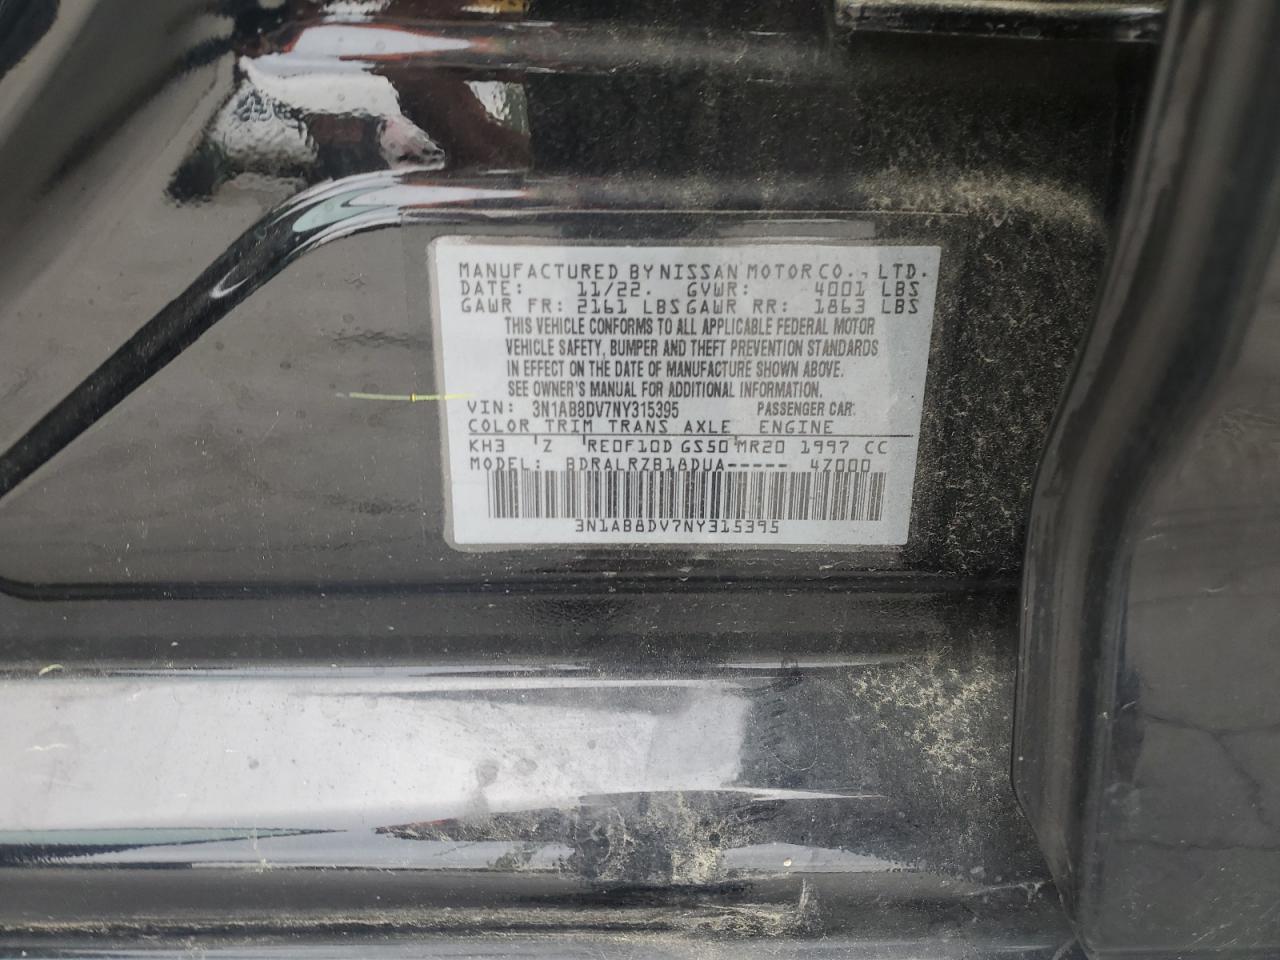 MANUFACTURED BY NISSAN MOTOR CO., LTD.
DATE: 11/22. GVWR: 4001 LBS
GAWR FR: 2161 LBS GAWR RR: 1863 LBS
THIS VEHICLE CONFORMS TO ALL APPLICABLE FEDERAL MOTOR
VEHICLE SAFETY, BUMPER AND THEFT PREVENTION STANDARDS
IN EFFECT ON THE DATE OF MANUFACTURE SHOWN ABOVE.
SEE OWNER'S MANUAL FOR ADDITIONAL INFORMATION.
VIN: 3N1AB8DV7NY315395 PASSENGER CAR.
COLOR TRIM TRANS AXLE ENGINE
KH3 Z RE0F10D GS50 MR20 1997 CC
MODEL: BDRALRZB18DUA----- 47000
3N1AB8DV7NY315395